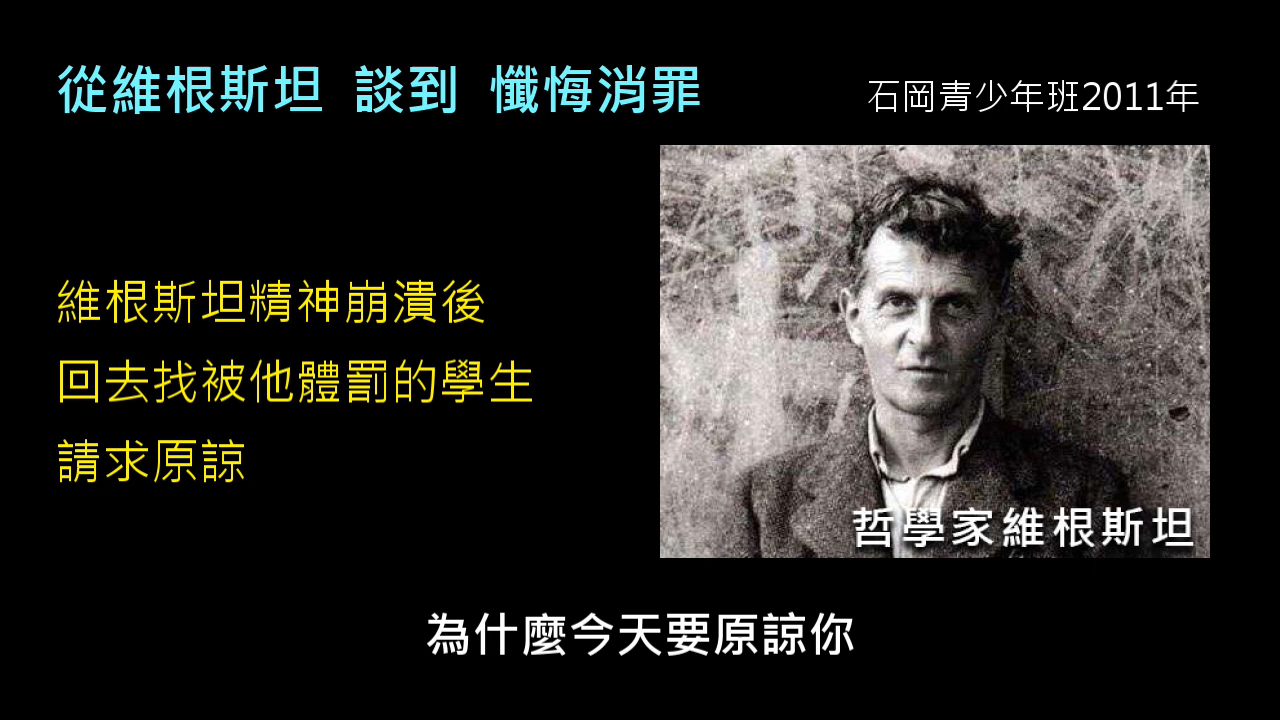 從維根斯坦 談到 懺悔消罪
石岡青少年班2011年
維根斯坦精神崩潰後
回去找被他體罰的學生
請求原諒
哲學家維根斯坦
為什麼今天要原諒你